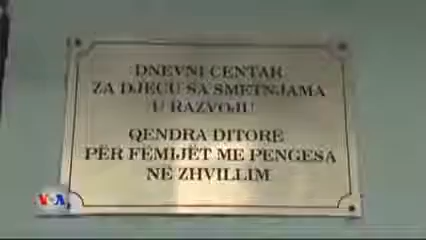 DNEVNI CENTAR
ZA DJECU SA SMETNJAMA
U RAZVOJU
QENDRA DITORE
PËR FËMIJËT ME PENGESA
NË ZHVILLIM
VOA